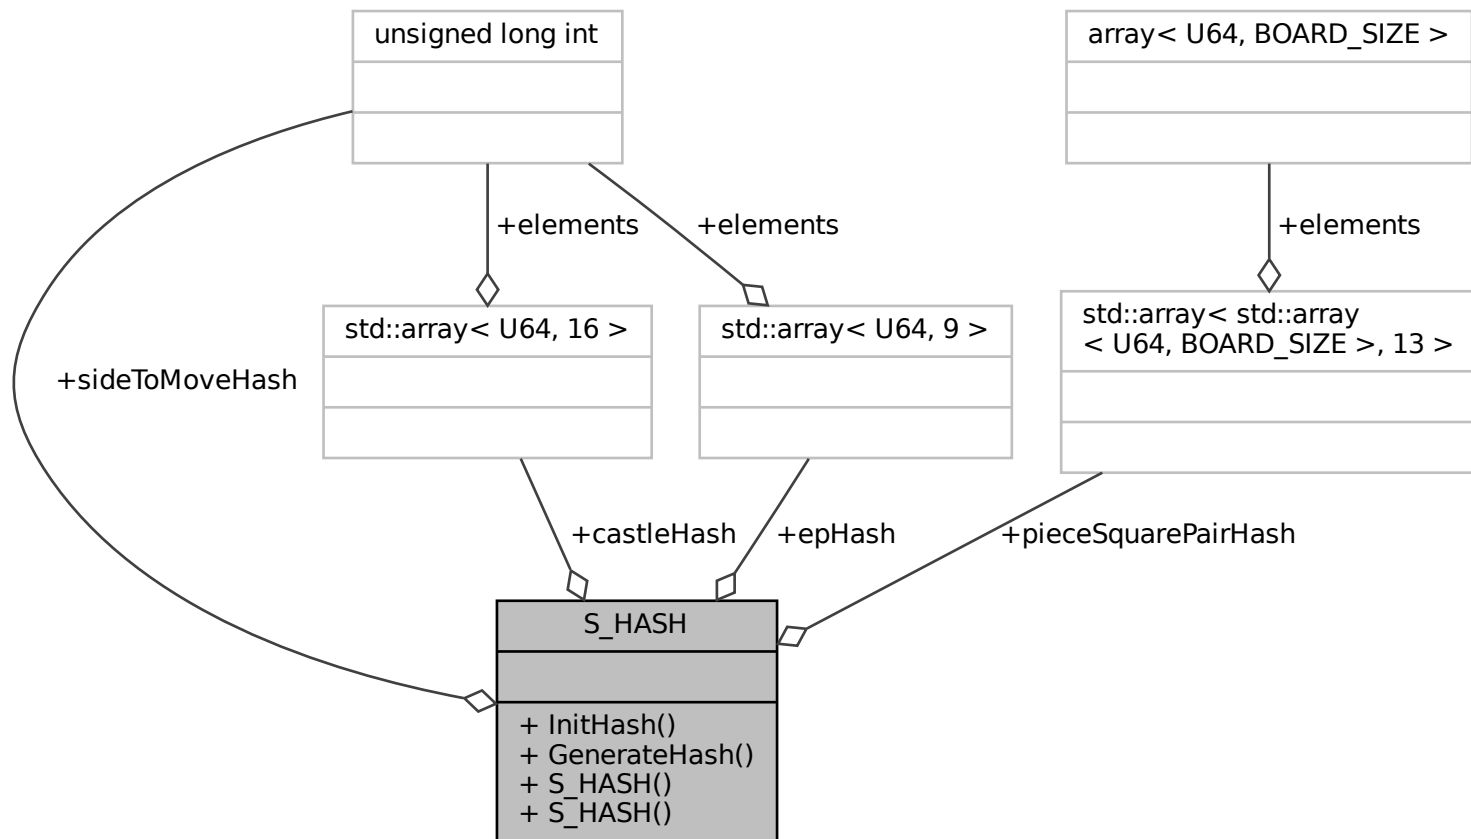 unsigned long int
array< U64, BOARD_SIZE >
+elements
+elements
+elements
std::array< U64, 16 >
std::array< U64, 9 >
std::array< std::array
< U64, BOARD_SIZE >, 13 >
+sideToMoveHash
+castleHash
+epHash
+pieceSquarePairHash
S_HASH
+ InitHash()
+ GenerateHash()
+ S_HASH()
+ S_HASH()